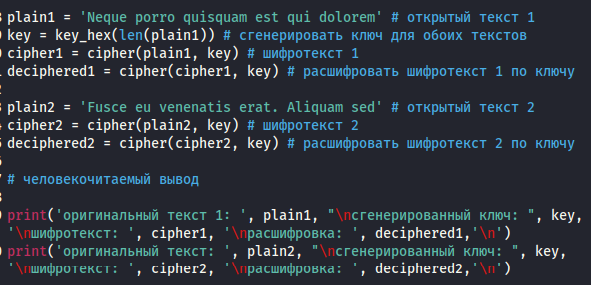 plain1 = 'Neque porro quisquam est qui dolorem' # открытый текст 1
key = key_hex(len(plain1)) # сгенерировать ключ для обоих текстов
cipher1 = cipher(plain1, key) # шифротекст 1
deciphered1 = cipher(cipher1, key) # расшифровать шифротекст 1 по ключу
plain2 = 'Fusce eu venenatis erat. Aliquam sed' # открытый текст 2
cipher2 = cipher(plain2, key) # шифротекст 2
deciphered2 = cipher(cipher2, key) # расшифровать шифротекст 2 по ключу
# человекочитаемый вывод
print('оригинальный текст 1: ', plain1, "\nсгенерированный ключ: ", key,
'\nшифротекст: ', cipher1, '\nрасшифровка: ', deciphered1,'\n')
print('оригинальный текст: ', plain2, "\nсгенерированный ключ: ", key,
'\nшифротекст: ', cipher2, '\nрасшифровка: ', deciphered2,'\n')